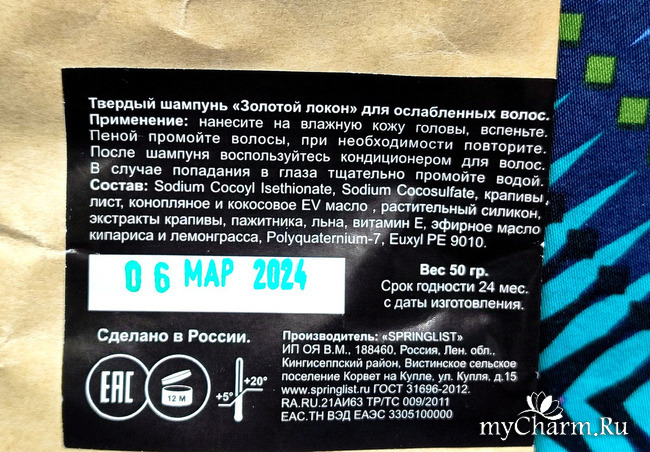 Твердый шампунь «Золотой локон» для ослабленных волос.
Применение: нанесите на влажную кожу головы, вспеньте.
Пеной промойте волосы, при необходимости повторите.
После шампуня воспользуйтесь кондиционером для волос.
В случае попадания в глаза тщательно промойте водой.
Состав: Sodium Cocoyl Isethionate, Sodium Cocosulfate, крапивы
лист, конопляное и кокосовое EV масло , растительный силикон,
экстракты крапивы, пажитника, льна, витамин Е, эфирное масло
кипариса и лемонграсса, Polyquaternium-7, Euxyl PE 9010.
06 МАР 2024
Вес 50 гр.
Срок годности 24 мес.
с даты изготовления.
Сделано в России.
EAC
12 M
+5° +20°
Производитель: «SPRINGLIST»
ИП ОЯ В.М., 188460, Россия, Лен. обл.,
Кингисеппский район, Вистинское сельское
поселение Корвет на Купле, ул. Купля, д.15
www.springlist.ru ГОСТ 31696-2012.
RA.RU.21АИ63 ТР/ТС 009/2011
ЕАС.ТН ВЭД ЕАЭС 3305100000
myCharm.Ru